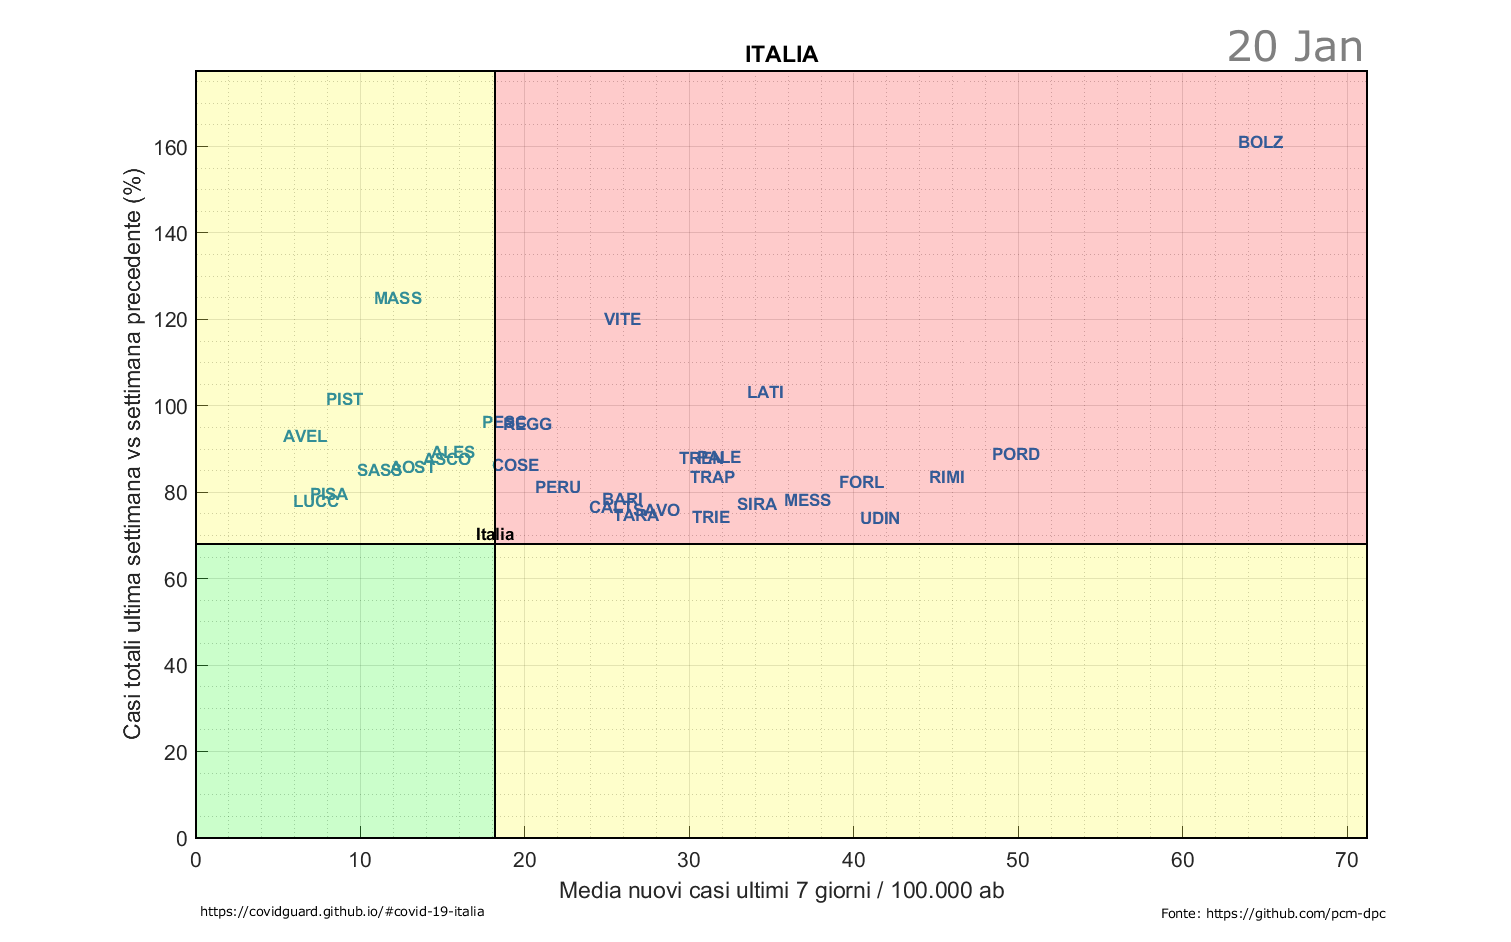 20 Jan
ITALIA
Casi totali ultima settimana vs settimana precedente (%)
160
140
120
100
80
60
40
20
0
BOLZ
MASS
VITE
LATI
PIST
PESC
REGG
AVEL
ALES
ASCO
PORD
TREN
PALE
AOST
SASS
COSE
TRAP
RIMI
FORL
PERU
PISA
LUCC
BARI
MESS
CALT
SAVO
SIRA
TARA
TRIE
UDIN
Italia
0 10 20 30 40 50 60 70
Media nuovi casi ultimi 7 giorni / 100.000 ab
https://covidguard.github.io/#covid-19-italia
Fonte: https://github.com/pcm-dpc